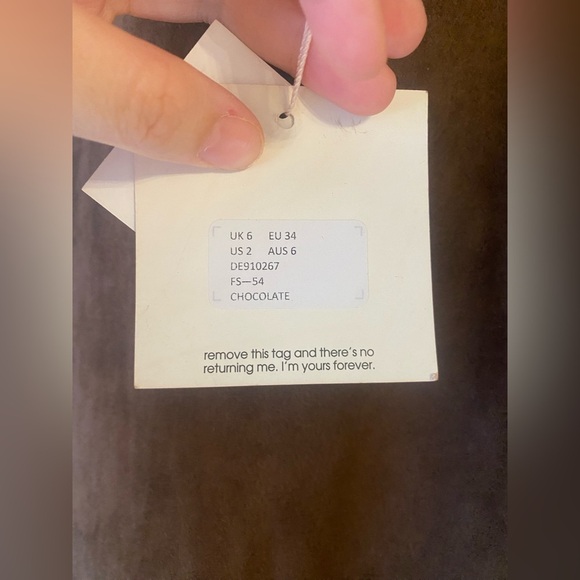 UK 6 EU 34
US 2 AUS 6
DE910267
FS—54
CHOCOLATE
remove this tag and there's no
returning me. I'm yours forever.